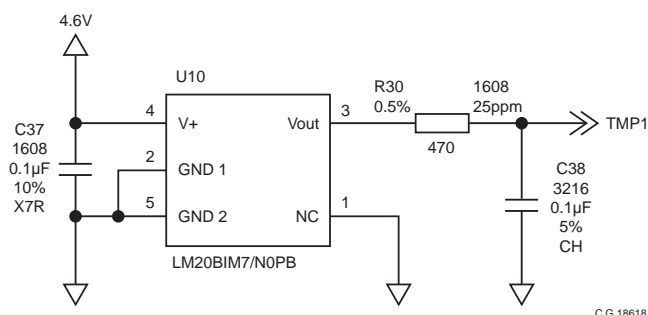 4.6V
U10
C37
1608
0.1µF
10%
X7R
4
2
5
V+
GND 1
GND 2
Vout
NC
3
1
LM20BIM7/N0PB
R30
0.5%
1608
25ppm
470
TMP1
C38
3216
0.1µF
5%
CH
C.G.18618